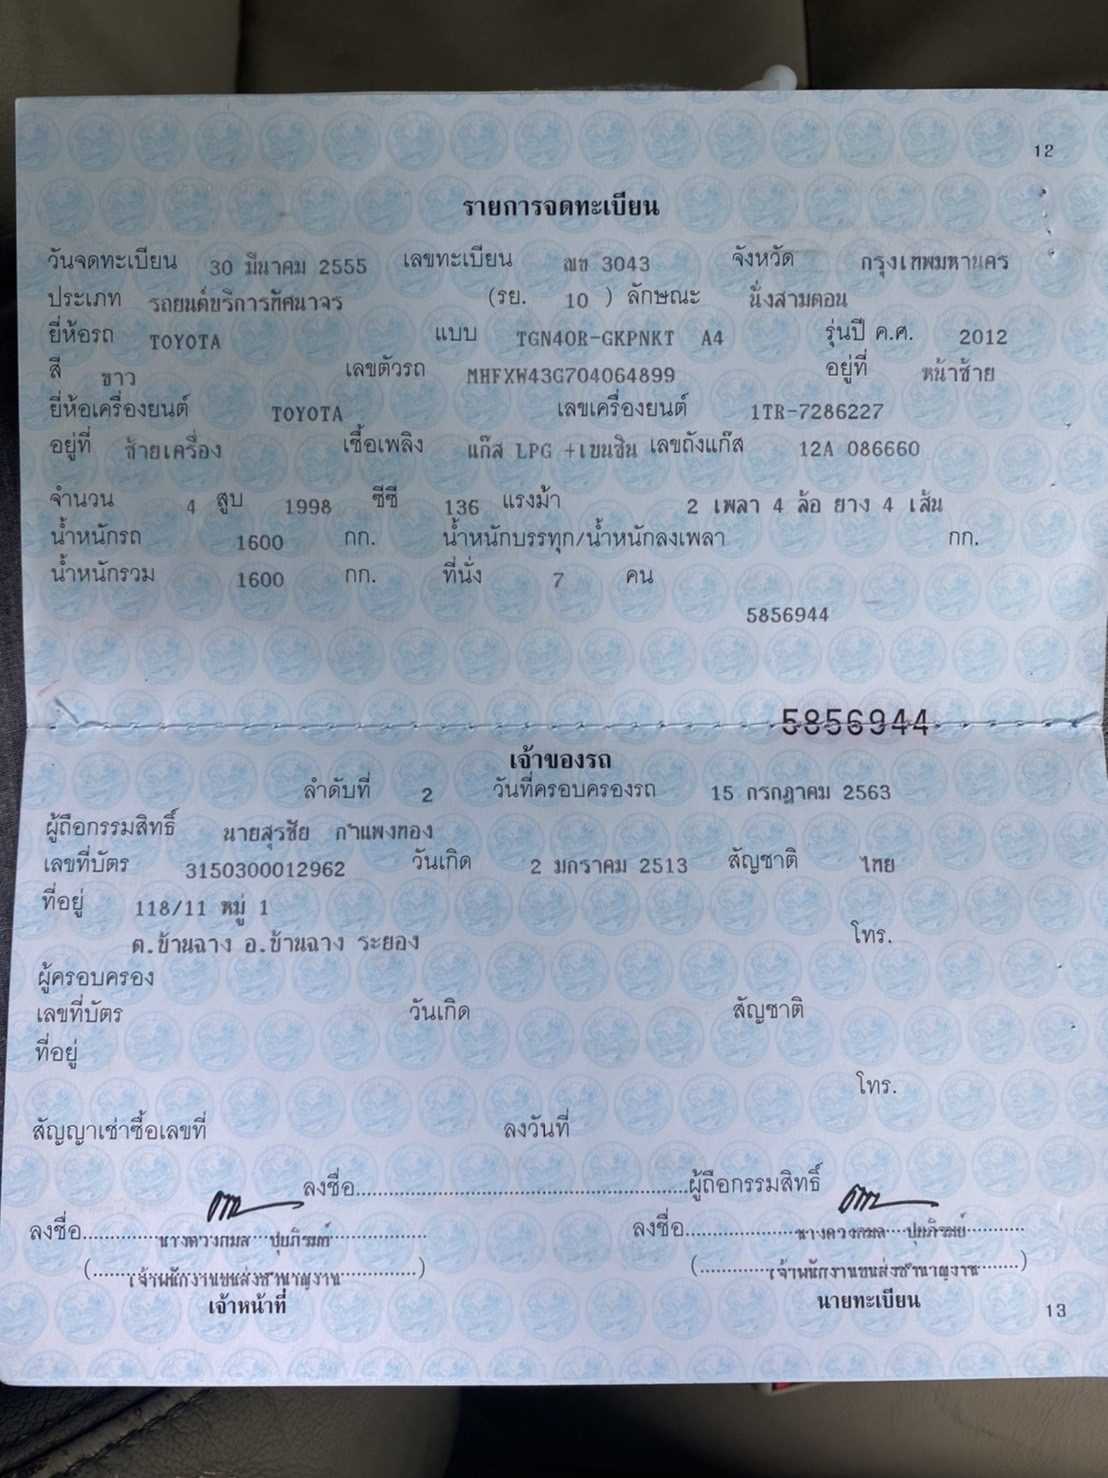 12
รายการจดทะเบียน
วันจดทะเบียน 30 มีนาคม 2555 เลขทะเบียน ฌข 3043 จังหวัด กรุงเทพมหานคร
ประเภท รถยนต์บริการทัศนาจร (รย. 10 ) ลักษณะ นั่งสามตอน
ยี่ห้อรถ TOYOTA แบบ TGN40R-GKPNKT A4 รุ่นปี ค.ศ. 2012
สี ขาว เลขตัวรถ MHFXW43G704064899 อยู่ที่ หน้าซ้าย
ยี่ห้อเครื่องยนต์ TOYOTA เลขเครื่องยนต์ 1TR-7286227
อยู่ที่ ซ้ายเครื่อง เชื้อเพลิง แก๊ส LPG +เบนซิน เลขถังแก๊ส 12A 086660
จำนวน 4 สูบ 1998 ซีซี 136 แรงม้า 2 เพลา 4 ล้อ ยาง 4 เส้น
น้ำหนักรถ 1600 กก. น้ำหนักบรรทุก/น้ำหนักลงเพลา กก.
น้ำหนักรวม 1600 กก. ที่นั่ง 7 คน
5856944
5856944
เจ้าของรถ
ลำดับที่ 2 วันที่ครอบครองรถ 15 กรกฎาคม 2563
ผู้ถือกรรมสิทธิ์ นายสุรชัย กำแพงทอง
เลขที่บัตร 3150300012962 วันเกิด 2 มกราคม 2513 สัญชาติ ไทย
ที่อยู่ 118/11 หมู่ 1
ต.บ้านฉาง อ.บ้านฉาง ระยอง โทร.
ผู้ครอบครอง
เลขที่บัตร วันเกิด สัญชาติ
ที่อยู่
โทร.
สัญญาเช่าซื้อเลขที่ ลงวันที่
ลงชื่อ..........ผู้ถือกรรมสิทธิ์
ลงชื่อ.....นางดวงกมล ปุยภิรมย์..... ลงชื่อ.....นางดวงกมล ปุยภิรมย์.....
(.....เจ้าพนักงานขนส่งชำนาญงาน.....) (.....เจ้าพนักงานขนส่งชำนาญงาน.....)
เจ้าหน้าที่ นายทะเบียน
13